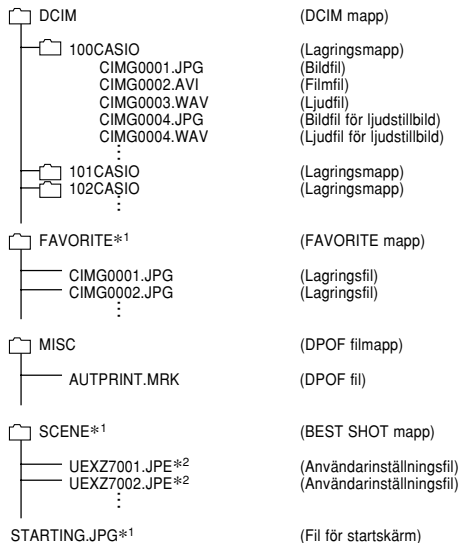 DCIM (DCIM mapp)
100CASIO (Lagringsmapp)
CIMG0001.JPG (Bildfil)
CIMG0002.AVI (Filmfil)
CIMG0003.WAV (Ljudfil)
CIMG0004.JPG (Bildfil för ljudstillbild)
CIMG0004.WAV (Ljudfil för ljudstillbild)
101CASIO (Lagringsmapp)
102CASIO (Lagringsmapp)
FAVORITE*1 (FAVORITE mapp)
CIMG0001.JPG (Lagringsfil)
CIMG0002.JPG (Lagringsfil)
MISC (DPOF filmapp)
AUTPRINT.MRK (DPOF fil)
SCENE*1 (BEST SHOT mapp)
UEXZ7001.JPE*2 (Användarinställningsfil)
UEXZ7002.JPE*2 (Användarinställningsfil)
STARTING.JPG*1 (Fil för startskärm)